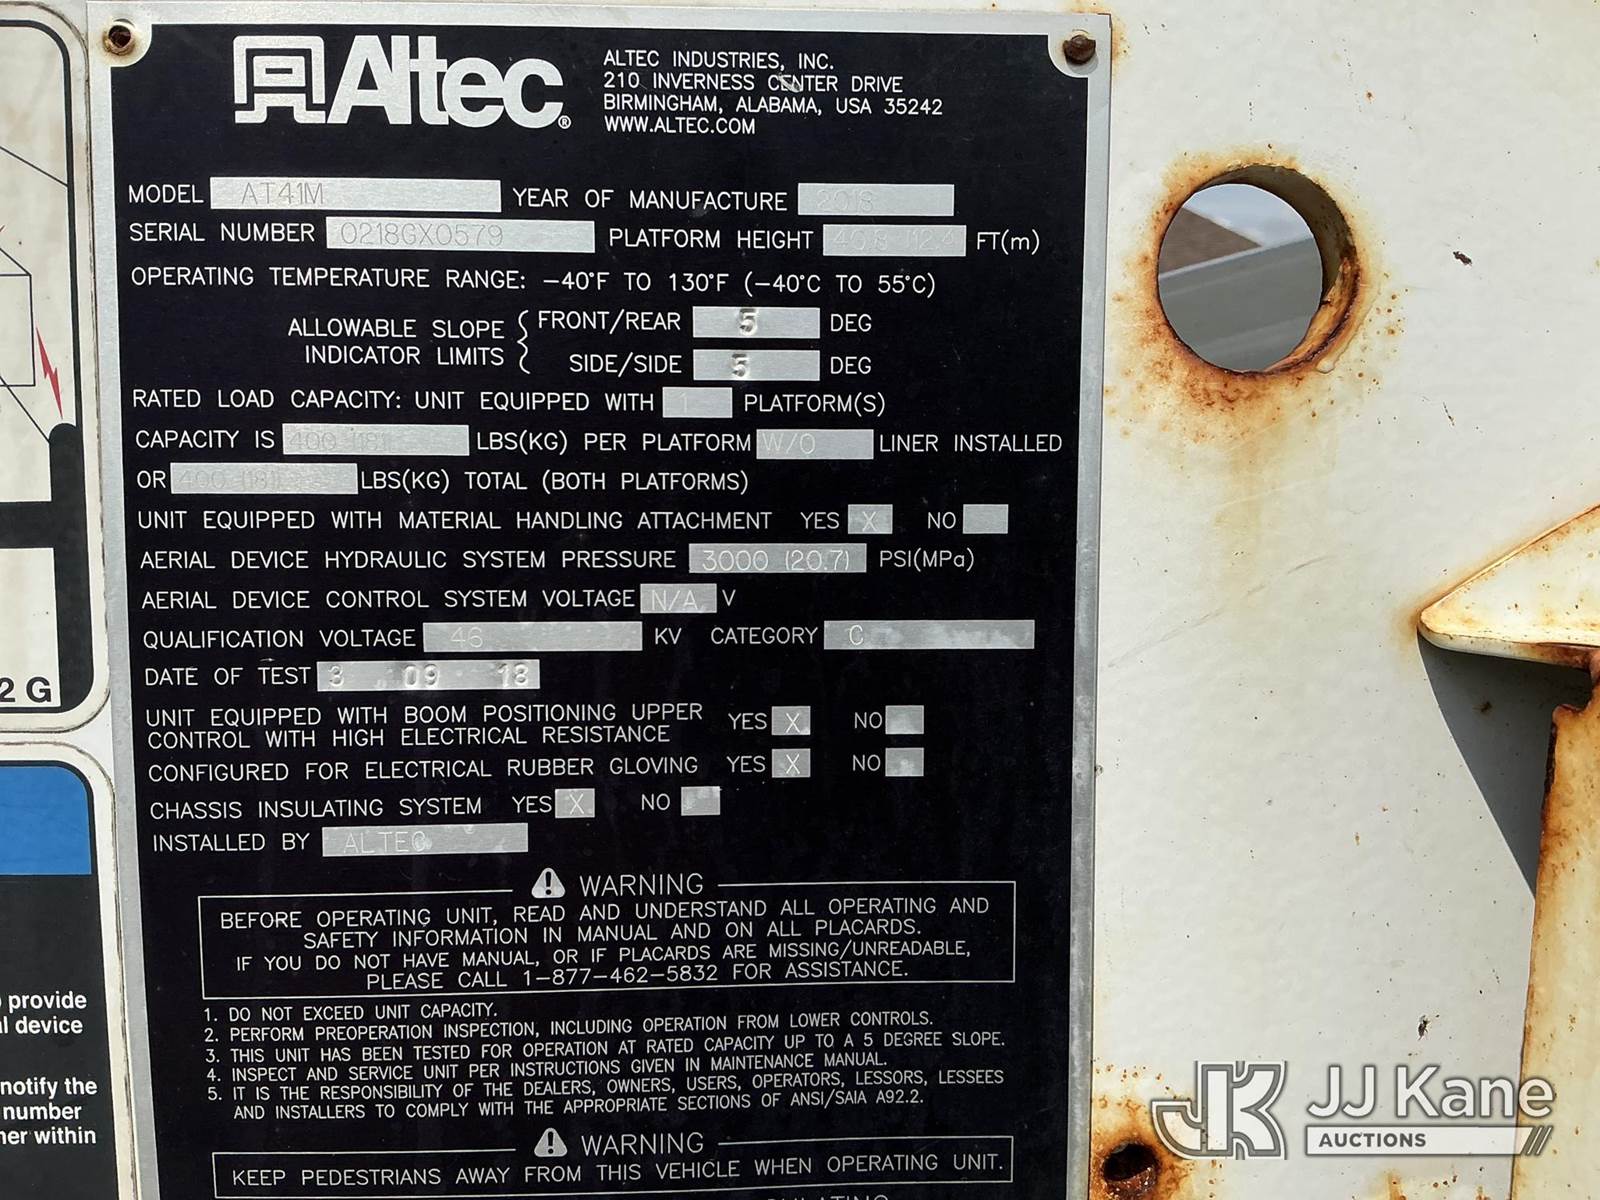 Altec®
ALTEC INDUSTRIES, INC.
210 INVERNESS CENTER DRIVE
BIRMINGHAM, ALABAMA, USA 35242
WWW.ALTEC.COM
MODEL AT41M YEAR OF MANUFACTURE 2018
SERIAL NUMBER 0218GX0579 PLATFORM HEIGHT 40.8 (12.4) FT(m)
OPERATING TEMPERATURE RANGE: -40°F TO 130°F (-40°C TO 55°C)
ALLOWABLE SLOPE INDICATOR LIMITS { FRONT/REAR 5 DEG
SIDE/SIDE 5 DEG
RATED LOAD CAPACITY: UNIT EQUIPPED WITH 1 PLATFORM(S)
CAPACITY IS 400 (181) LBS(KG) PER PLATFORM W/O LINER INSTALLED
OR 400 (181) LBS(KG) TOTAL (BOTH PLATFORMS)
UNIT EQUIPPED WITH MATERIAL HANDLING ATTACHMENT YES X NO
AERIAL DEVICE HYDRAULIC SYSTEM PRESSURE 3000 (20.7) PSI(MPa)
AERIAL DEVICE CONTROL SYSTEM VOLTAGE N/A V
QUALIFICATION VOLTAGE 46 KV CATEGORY C
DATE OF TEST 3 09 18
UNIT EQUIPPED WITH BOOM POSITIONING UPPER
CONTROL WITH HIGH ELECTRICAL RESISTANCE YES X NO
CONFIGURED FOR ELECTRICAL RUBBER GLOVING YES X NO
CHASSIS INSULATING SYSTEM YES X NO
INSTALLED BY ALTEC
WARNING
BEFORE OPERATING UNIT, READ AND UNDERSTAND ALL OPERATING AND
SAFETY INFORMATION IN MANUAL AND ON ALL PLACARDS.
IF YOU DO NOT HAVE MANUAL, OR IF PLACARDS ARE MISSING/UNREADABLE,
PLEASE CALL 1-877-462-5832 FOR ASSISTANCE.
1. DO NOT EXCEED UNIT CAPACITY.
2. PERFORM PREOPERATION INSPECTION, INCLUDING OPERATION FROM LOWER CONTROLS.
3. THIS UNIT HAS BEEN TESTED FOR OPERATION AT RATED CAPACITY UP TO A 5 DEGREE SLOPE.
4. INSPECT AND SERVICE UNIT PER INSTRUCTIONS GIVEN IN MAINTENANCE MANUAL.
5. IT IS THE RESPONSIBILITY OF THE DEALERS, OWNERS, USERS, OPERATORS, LESSORS, LESSEES
AND INSTALLERS TO COMPLY WITH THE APPROPRIATE SECTIONS OF ANSI/SAIA A92.2.
WARNING
KEEP PEDESTRIANS AWAY FROM THIS VEHICLE WHEN OPERATING UNIT.
2 G
provide
device
notify the
number
within
JK JJ Kane
AUCTIONS